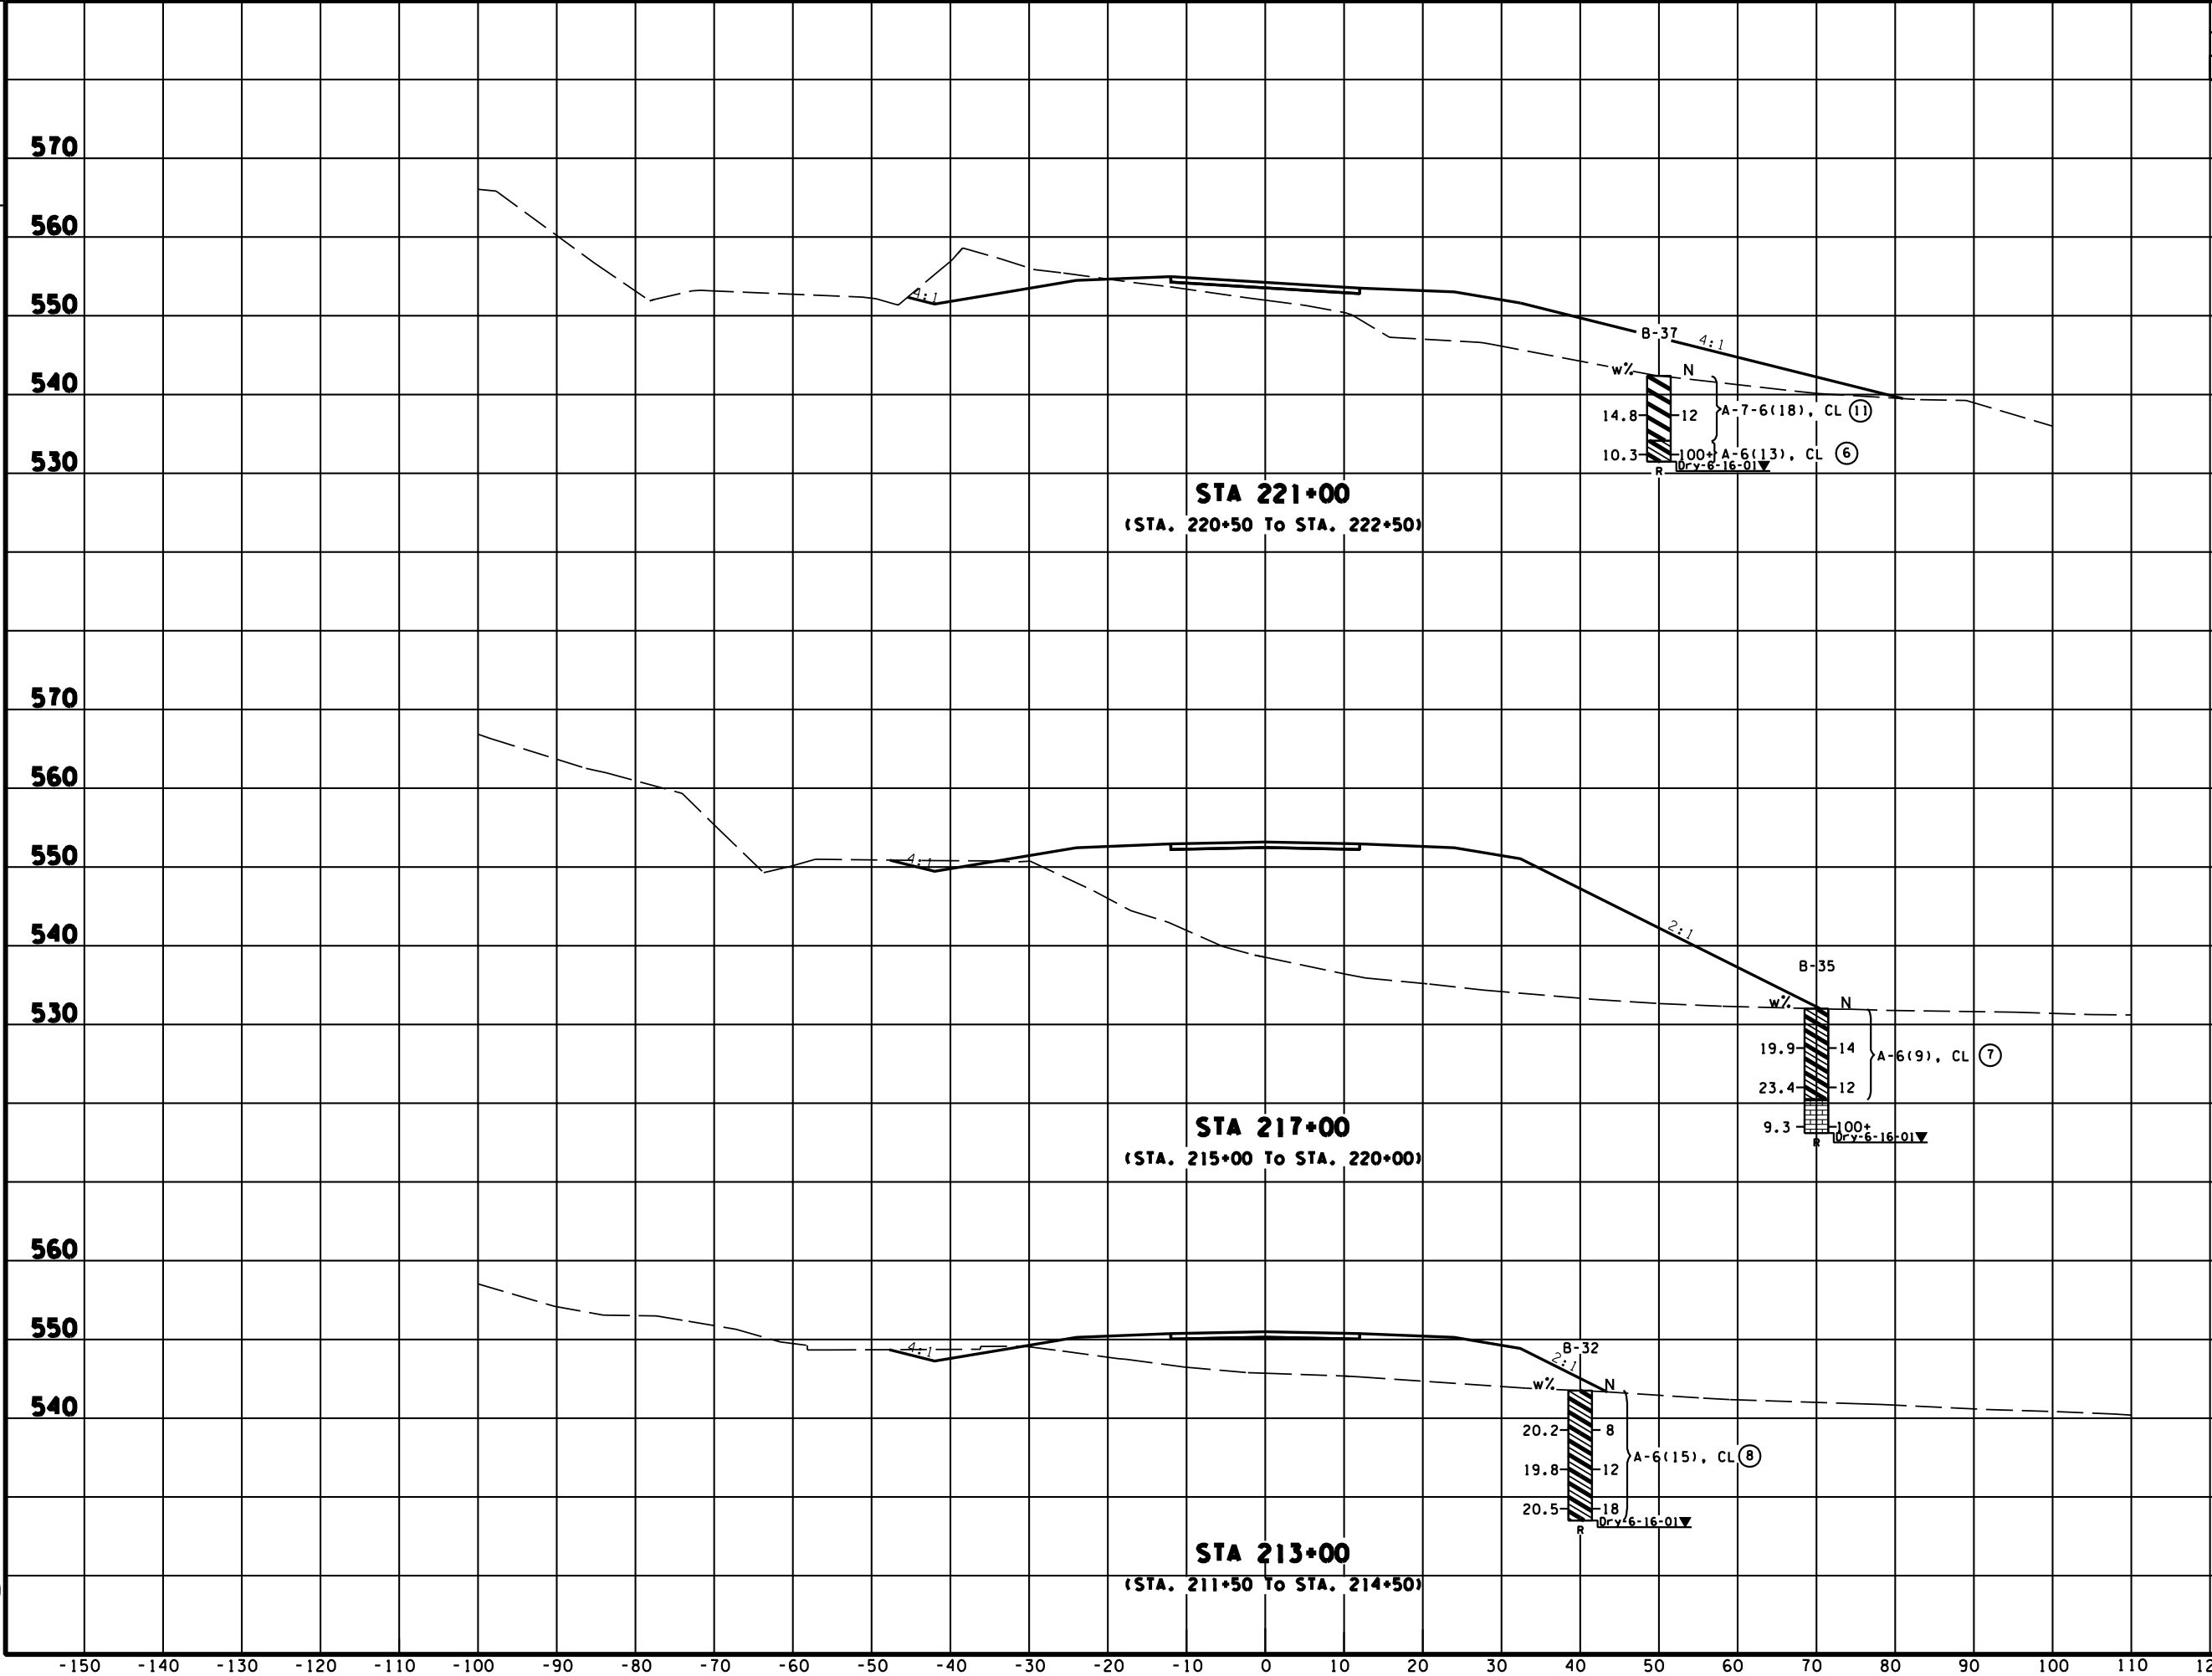 570
560
4:1
550
B-37
4:1
540
w% N
14.8 12 A-7-6(18), CL 11
530
10.3 100+ A-6(13), CL 6
Dry-6-16-01
R
STA 221+00
(STA. 220+50 To STA. 222+50)
570
560
550
4:1
540
2:1
B-35
530
w% N
19.9 14
A-6(9), CL 7
23.4 12
9.3 100+
Dry-6-16-01
R
STA 217+00
(STA. 215+00 To STA. 220+00)
560
550
4:1
B-32
2:1
w% N
540
20.2 8
A-6(15), CL 8
19.8 12
20.5 18
Dry-6-16-01
R
STA 213+00
(STA. 211+50 To STA. 214+50)
-150 -140 -130 -120 -110 -100 -90 -80 -70 -60 -50 -40 -30 -20 -10 0 10 20 30 40 50 60 70 80 90 100 110